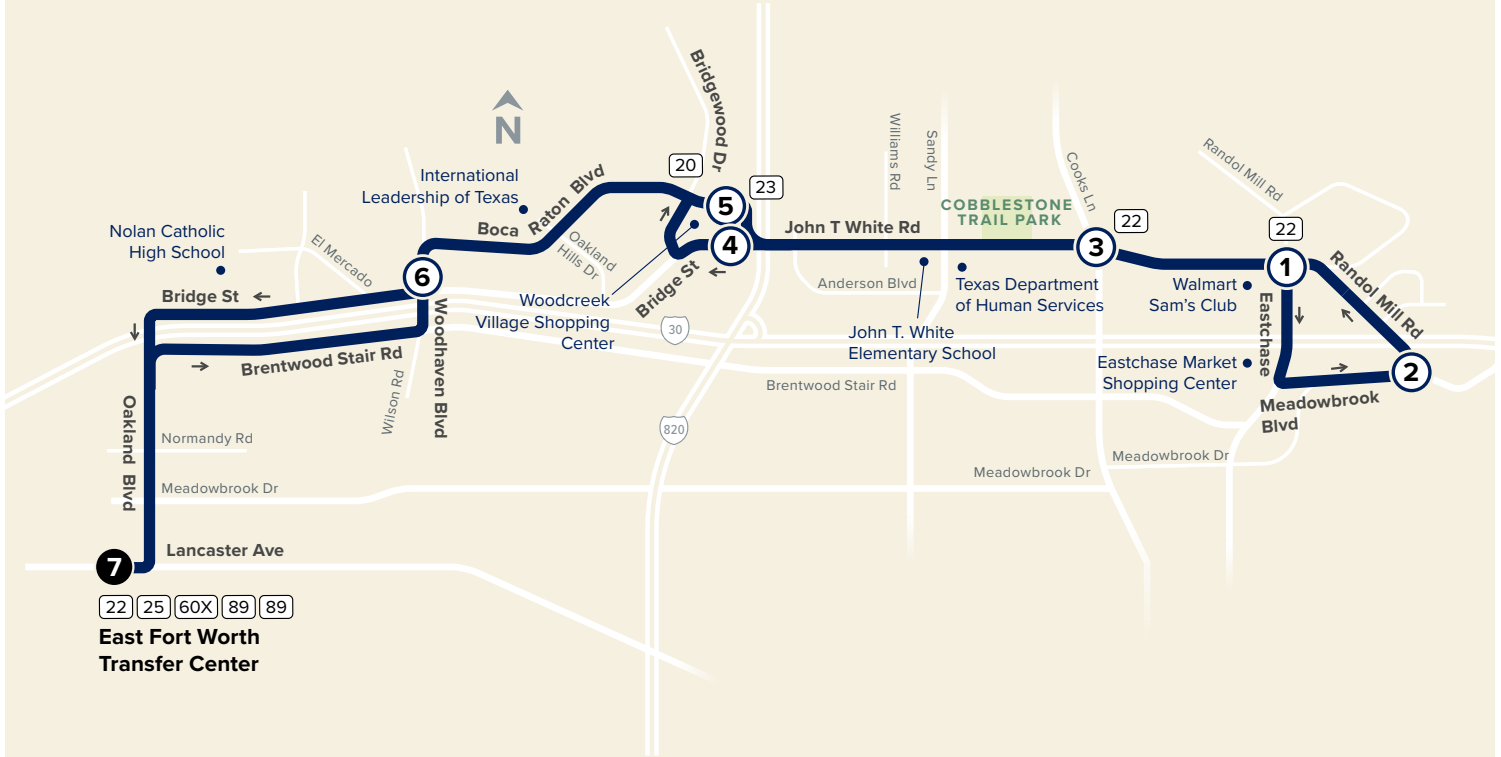 Bridgewood Dr
N
20
23
5
4
International
Leadership of Texas
Boca Raton Blvd
Oakland
Hills Dr
Nolan Catholic
High School
El Mercado
6
Bridge St
Brentwood Stair Rd
Woodhaven Blvd
Wilson Rd
Woodcreek
Village Shopping
Center
Bridge St
30
820
John T White Rd
Williams Rd
Sandy Ln
COBBLESTONE
TRAIL PARK
Cooks Ln
22
3
Anderson Blvd
Texas Department
of Human Services
John T. White
Elementary School
Brentwood Stair Rd
Randol Mill Rd
22
1
Walmart
Sam's Club
Eastchase
Randol Mill Rd
Eastchase Market
Shopping Center
2
Meadowbrook
Blvd
Meadowbrook Dr
Meadowbrook Dr
Oakland Blvd
Normandy Rd
Meadowbrook Dr
Lancaster Ave
7
22 25 60X 89 89
East Fort Worth
Transfer Center